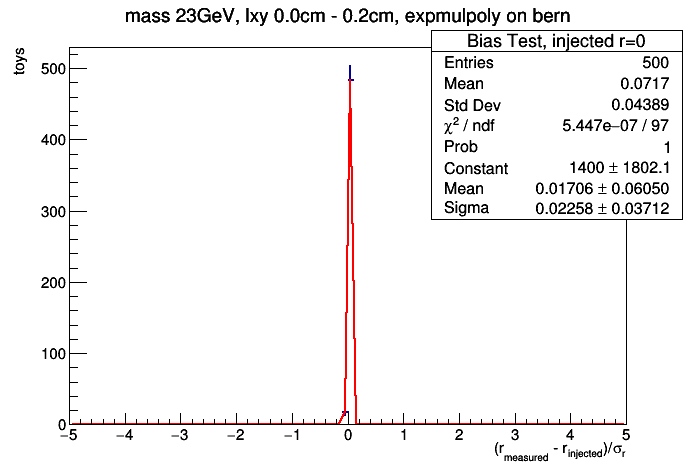 mass 23GeV, lxy 0.0cm - 0.2cm, expmulpoly on bern
Bias Test, injected r=0
Entries 500
Mean 0.0717
Std Dev 0.04389
χ² / ndf 5.447e−07 / 97
Prob 1
Constant 1400 ± 1802.1
Mean 0.01706 ± 0.06050
Sigma 0.02258 ± 0.03712
toys
500
400
300
200
100
0
−5 −4 −3 −2 −1 0 1 2 3 4 5
(r_measured - r_injected)/σ_r